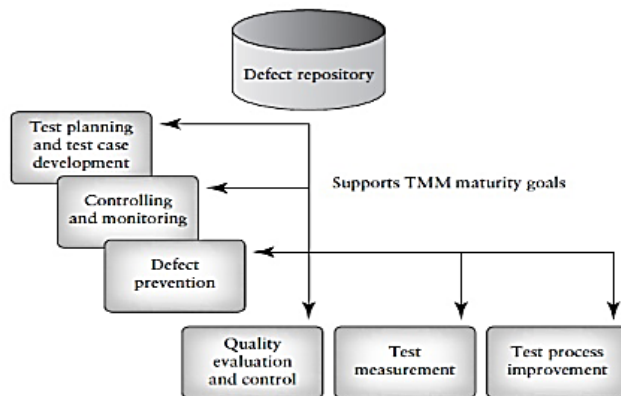 Defect repository
Test planning
and test case
development
Supports TMM maturity goals
Controlling
and monitoring
Defect
prevention
Quality
evaluation
and control
Test
measurement
Test process
improvement